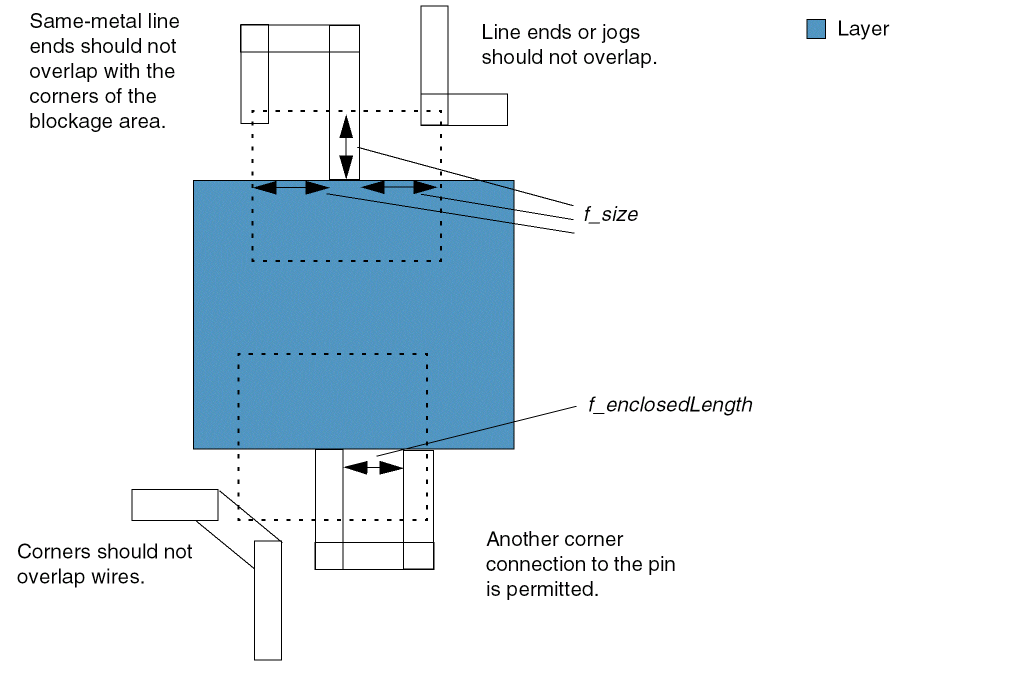 Same-metal line
ends should not
overlap with the
corners of the
blockage area.
Line ends or jogs
should not overlap.
Layer
f_size
f_enclosedLength
Corners should not
overlap wires.
Another corner
connection to the pin
is permitted.